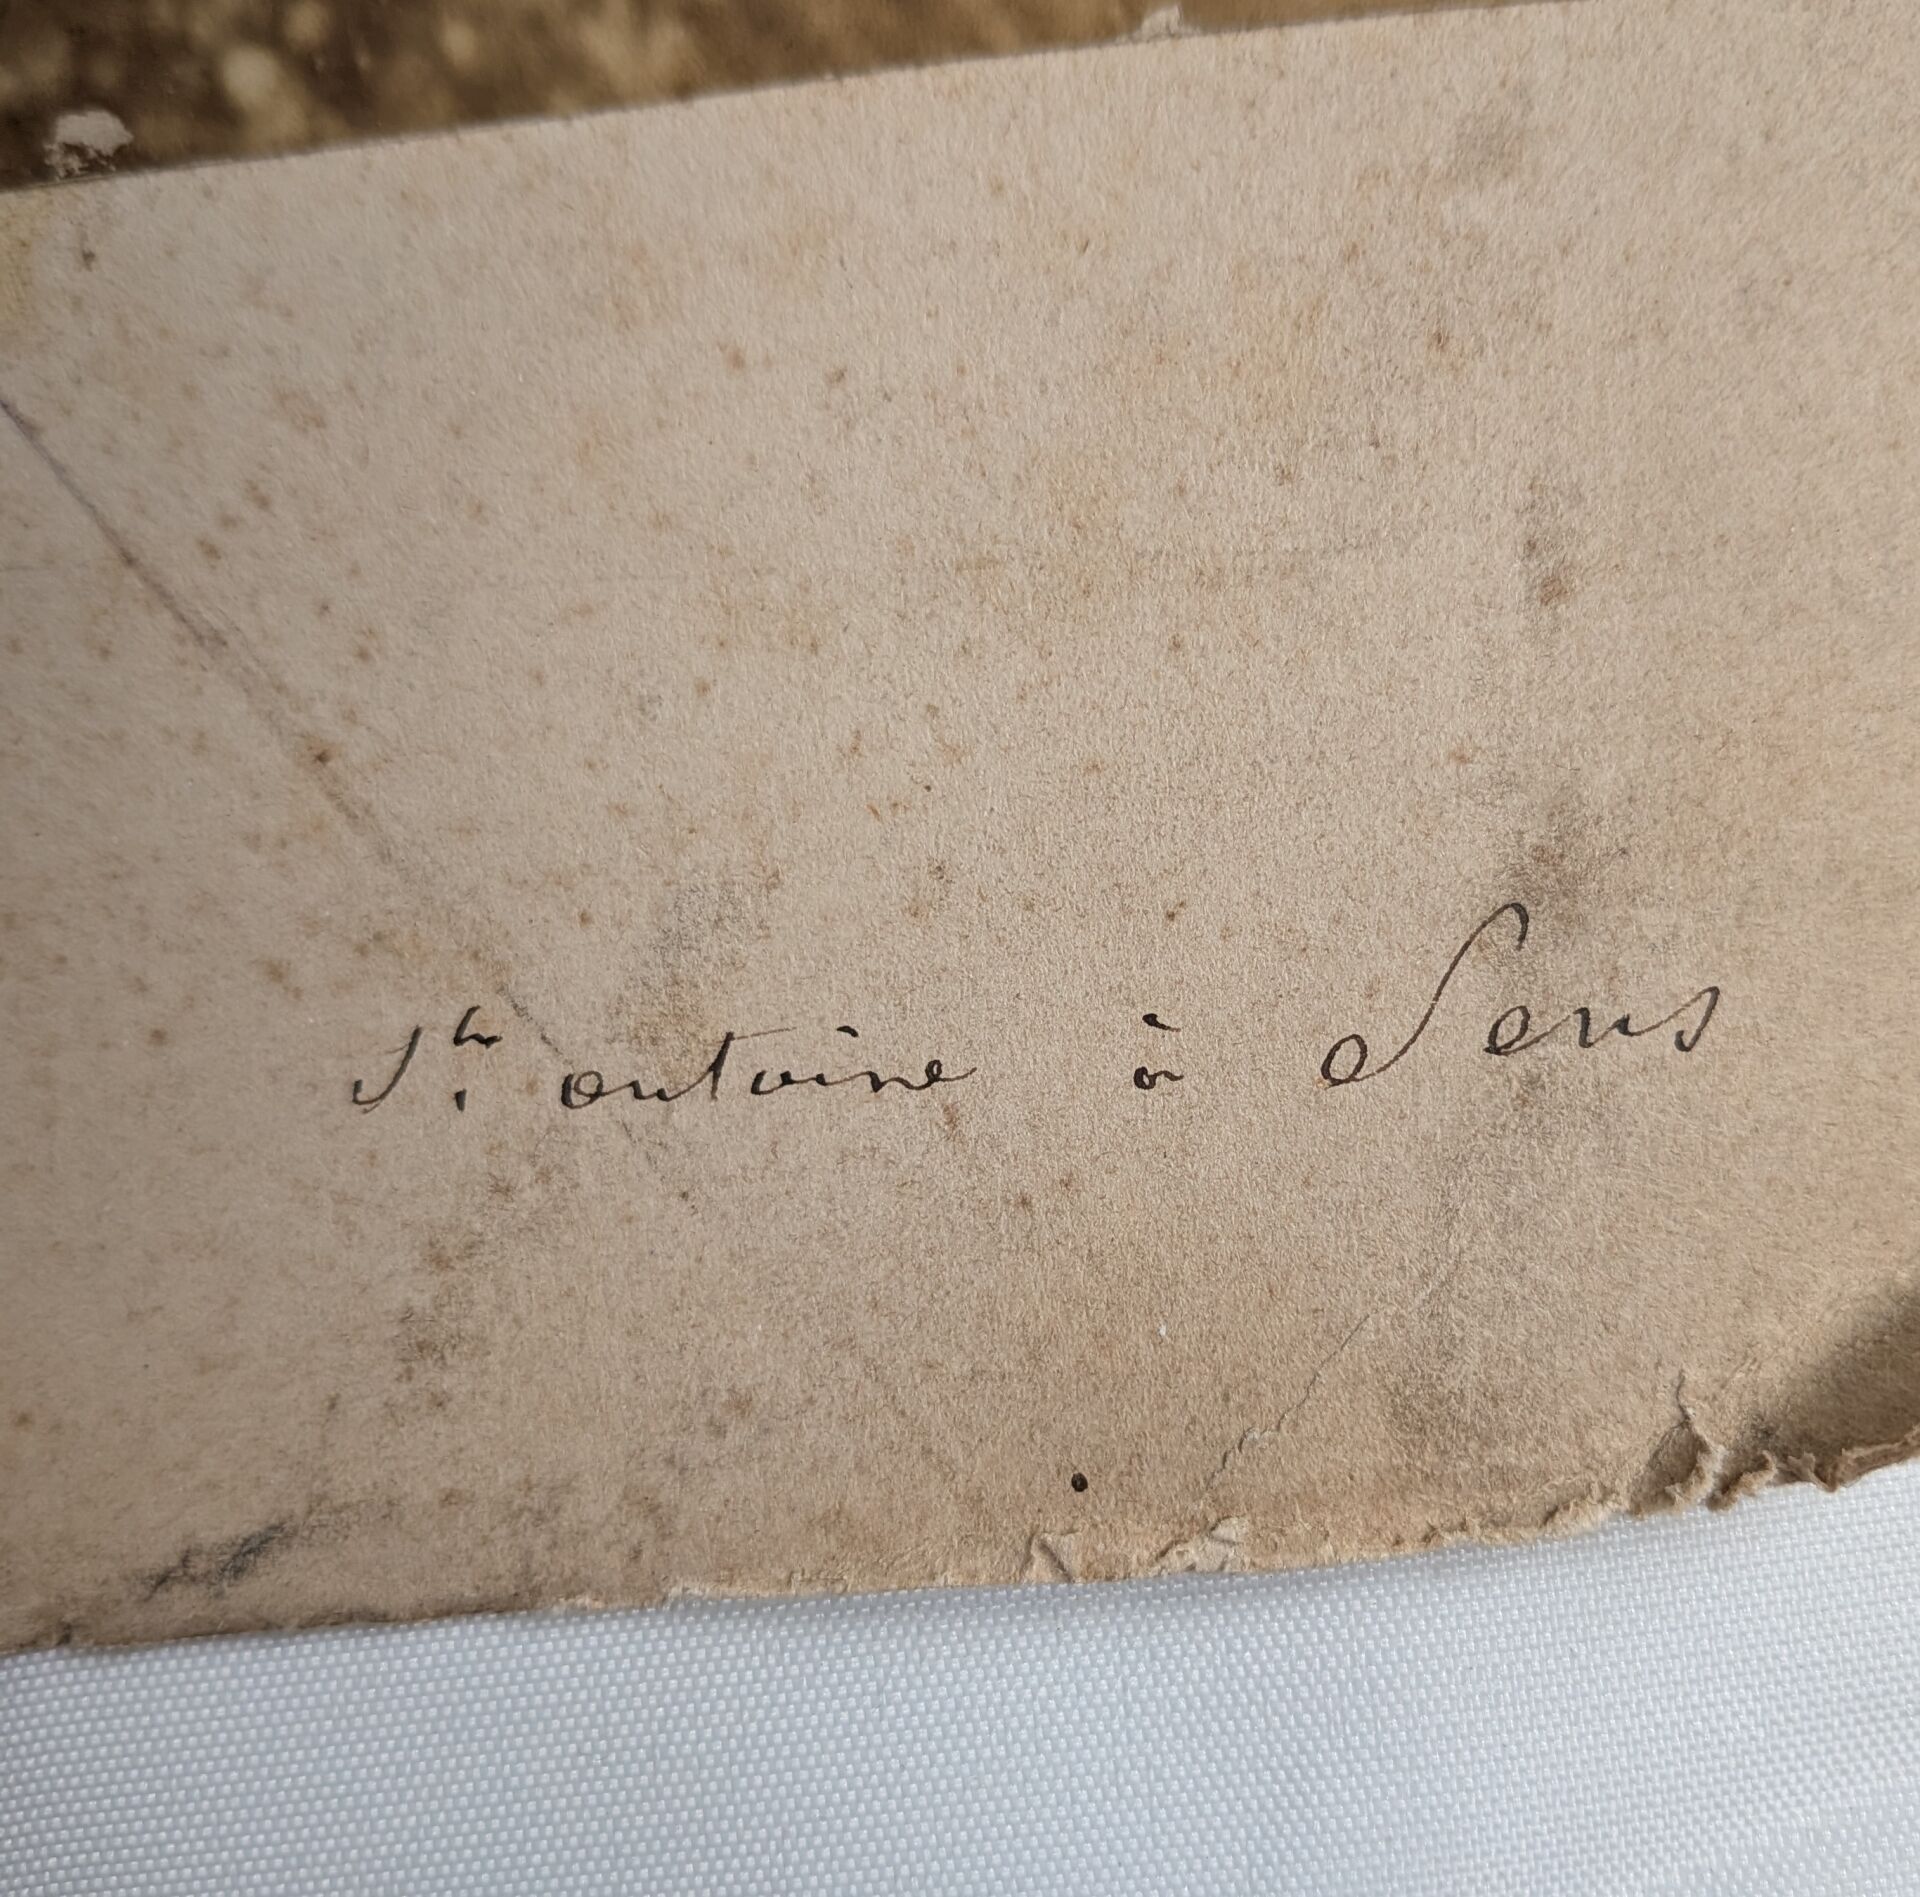 St. antoine à Sens